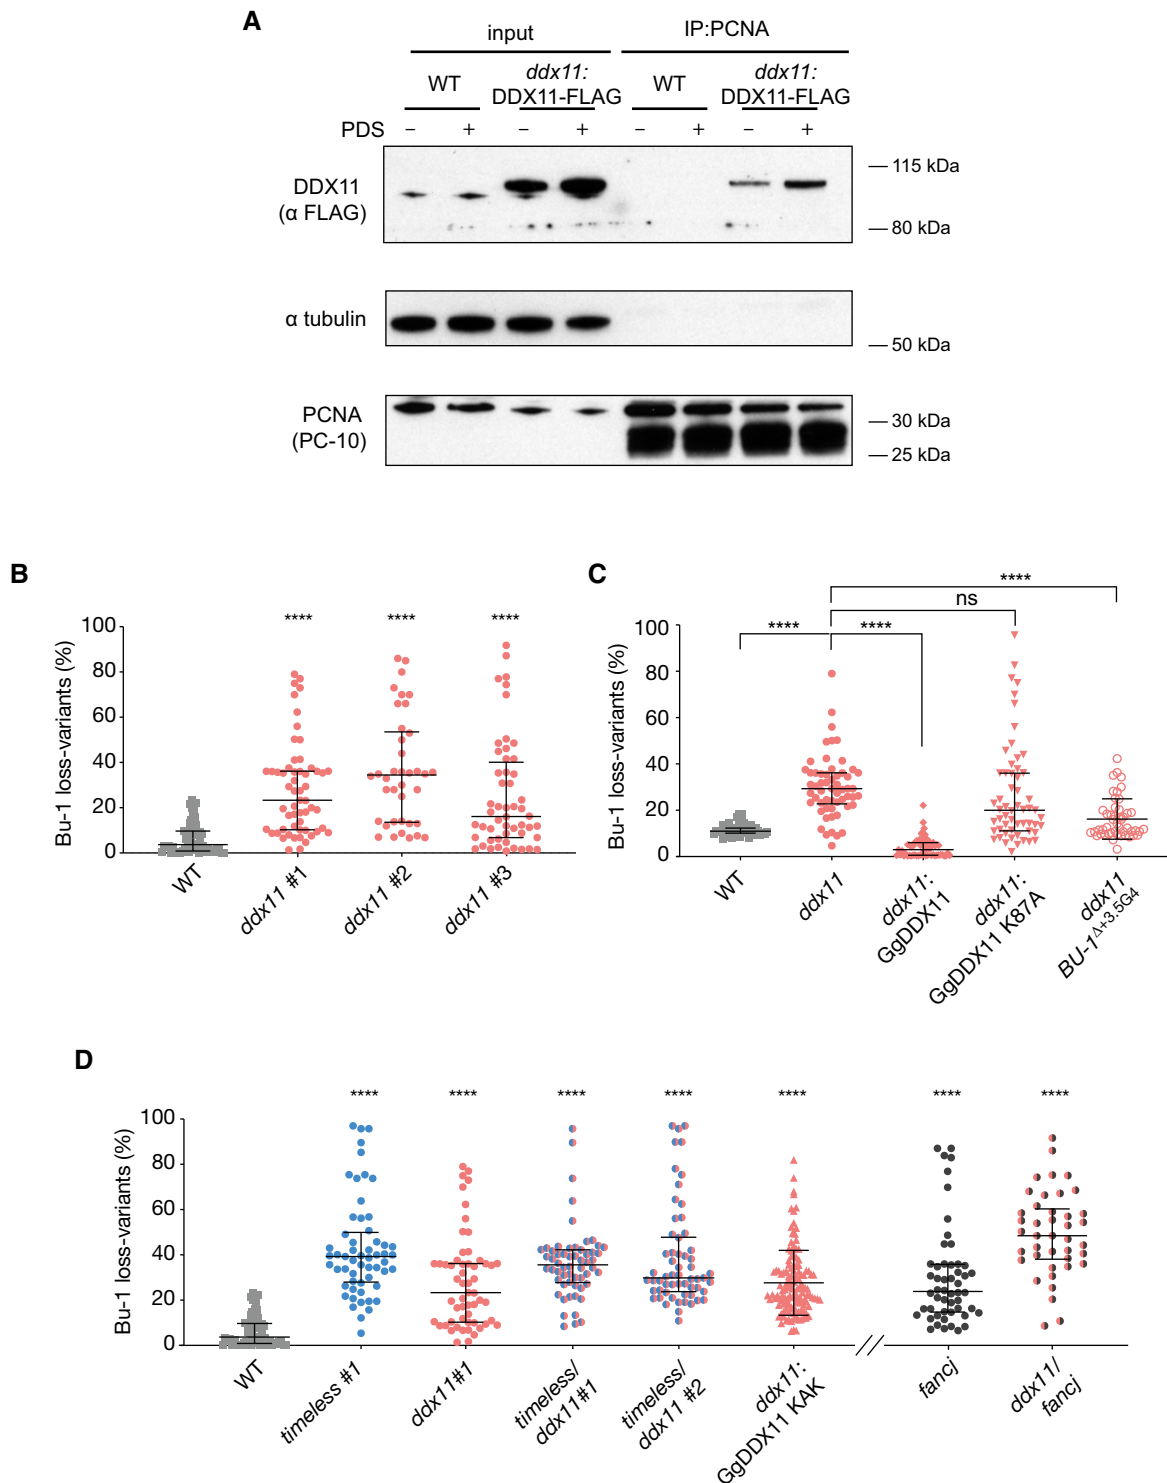 A
input
IP:PCNA
WT
ddx11:
DDX11-FLAG
WT
ddx11:
DDX11-FLAG
PDS – + – + – + – +
DDX11
(α FLAG)
115 kDa
80 kDa
α tubulin
50 kDa
PCNA
(PC-10)
30 kDa
25 kDa
B
Bu-1 loss-variants (%)
100
80
60
40
20
0
**** **** ****
WT
ddx11 #1
ddx11 #2
ddx11 #3
C
Bu-1 loss-variants (%)
100
80
60
40
20
0
****
ns
**** ****
WT
ddx11
ddx11:
GgDDX11
ddx11:
GgDDX11 K87A
ddx11
BU-1Δ+3.5G4
D
Bu-1 loss-variants (%)
100
80
60
40
20
0
**** **** **** **** **** **** ****
WT
timeless #1
ddx11#1
timeless/
ddx11#1
timeless/
ddx11 #2
ddx11:
GgDDX11 KAK
fancj
ddx11/
fancj